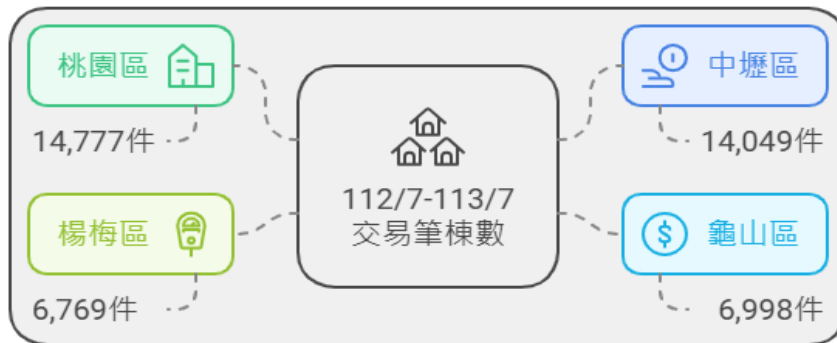 桃園區
14,777件
中壢區
14,049件
112/7-113/7
交易筆棟數
楊梅區
6,769件
龜山區
6,998件